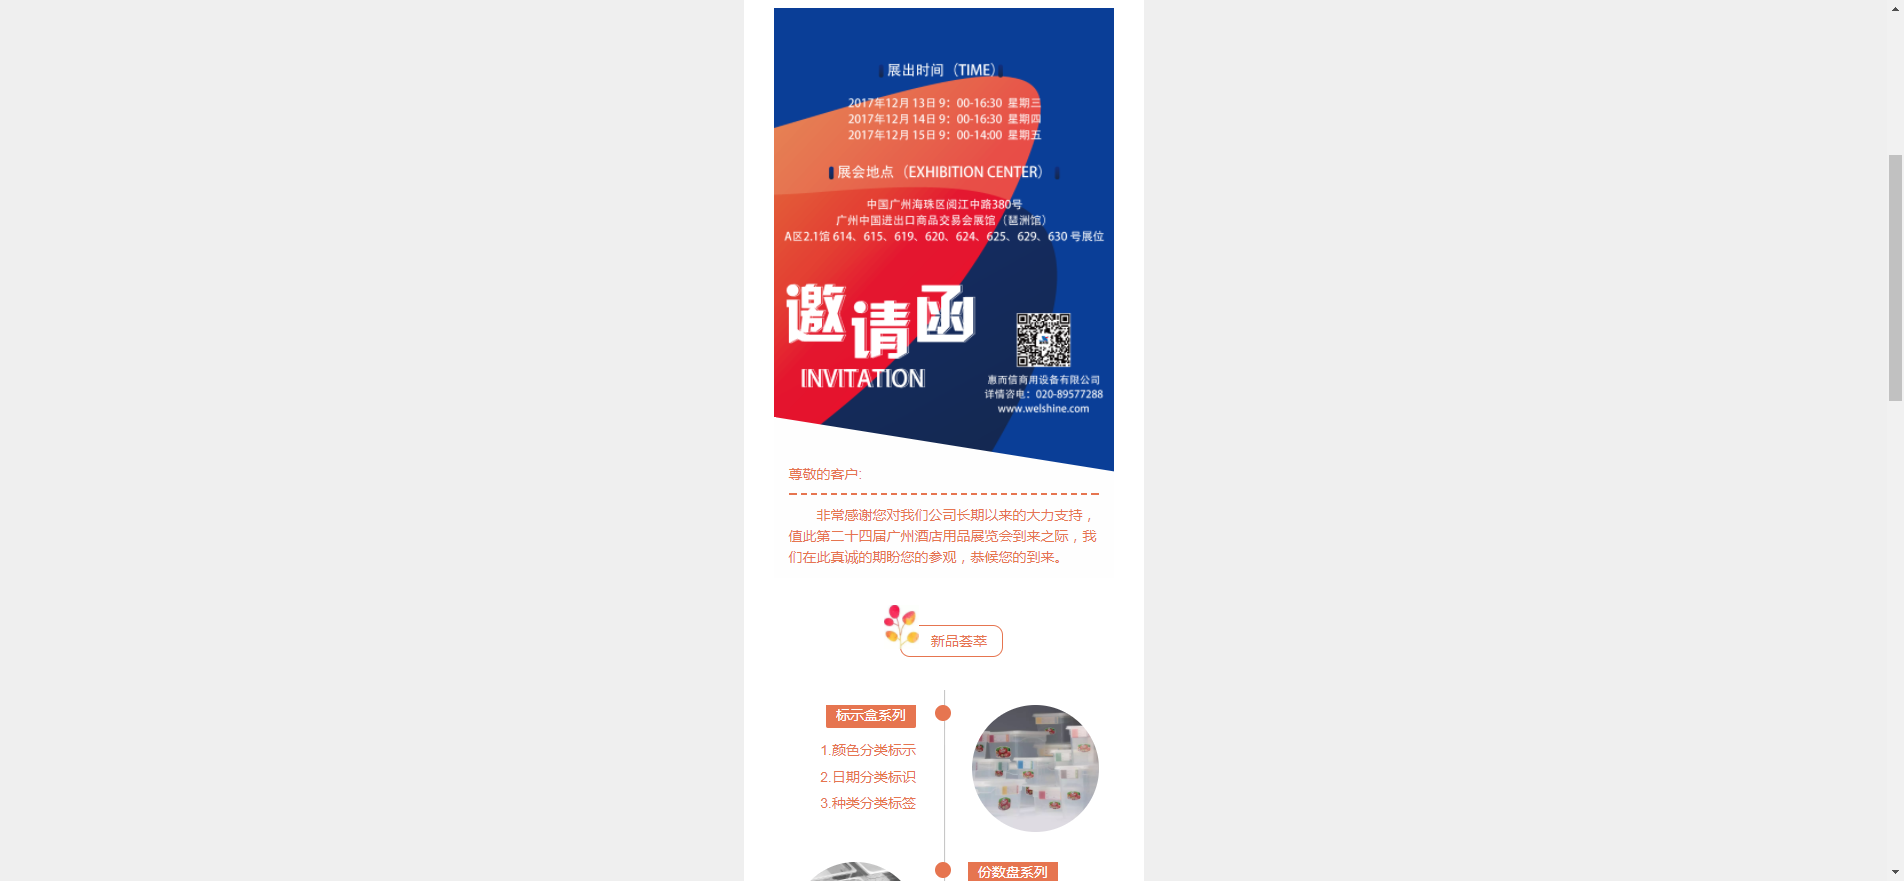 展出时间（TIME）
2017年12月 13日 9：00-16:30 星期三
2017年12月 14日 9：00-16:30 星期四
2017年12月 15日 9：00-14:00 星期五
展会地点（EXHIBITION CENTER）
中国广州海珠区阅江中路380号
广州中国进出口商品交易会展馆（琶洲馆）
A区2.1馆 614、615、619、620、624、625、629、630 号展位
邀请函
INVITATION
惠而信商用设备有限公司
详情咨电：020-89577288
www.welshine.com
尊敬的客户:
非常感谢您对我们公司长期以来的大力支持，
值此第二十四届广州酒店用品展览会到来之际，我
们在此真诚的期盼您的参观，恭候您的到来。
新品荟萃
标示盒系列
1.颜色分类标示
2.日期分类标识
3.种类分类标签
份数盘系列